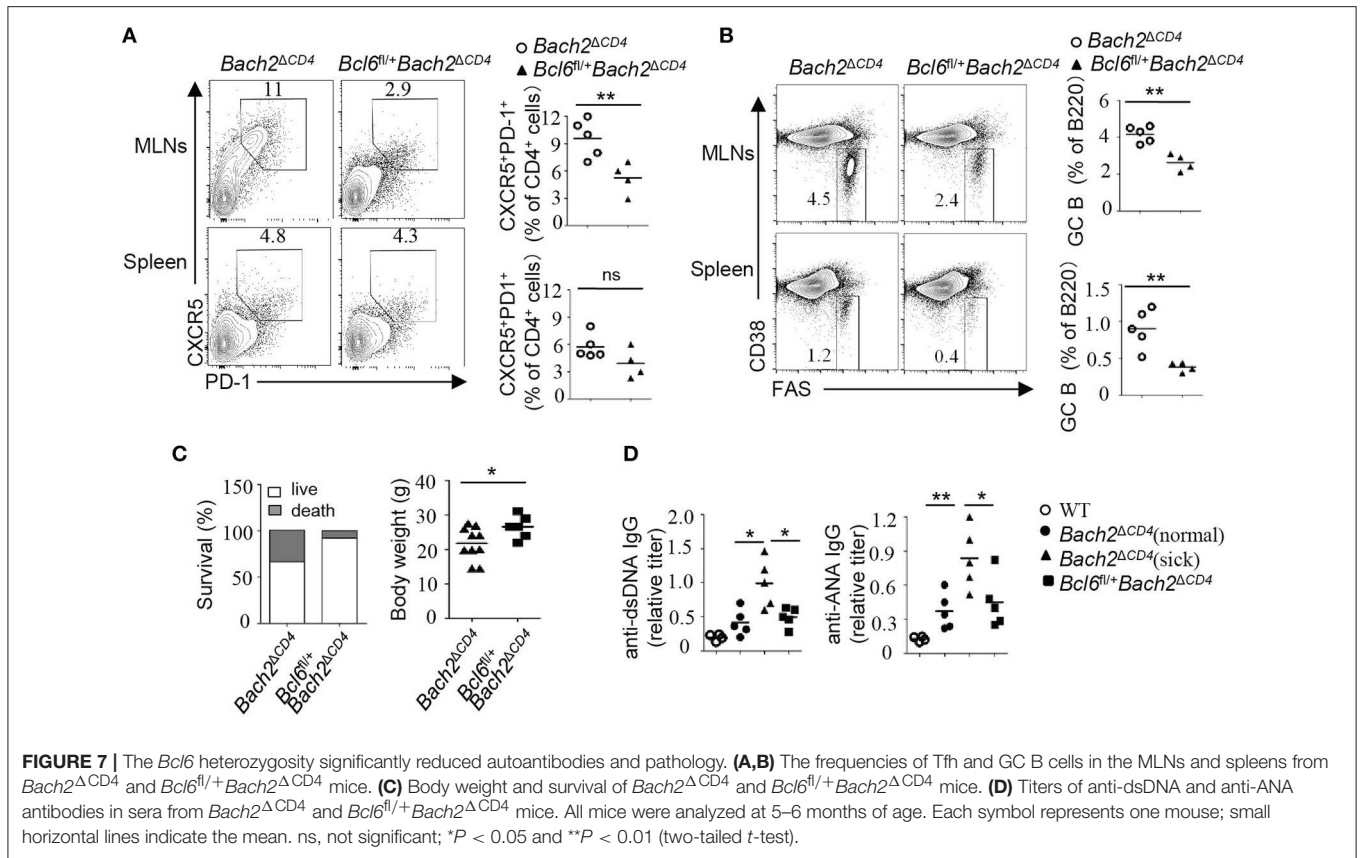 A
Bach2ΔCD4
Bcl6fl/+Bach2ΔCD4
11
2.9
MLNs
4.8
4.3
Spleen
CXCR5
PD-1
Bach2ΔCD4
Bcl6fl/+Bach2ΔCD4
**
12
9
6
3
0
CXCR5+PD-1+
(% of CD4+ cells)
ns
12
9
6
3
0
CXCR5+PD1+
(% of CD4+ cells)
B
Bach2ΔCD4
Bcl6fl/+Bach2ΔCD4
MLNs
4.5
2.4
Spleen
1.2
0.4
CD38
FAS
Bach2ΔCD4
Bcl6fl/+Bach2ΔCD4
**
6
4
2
0
GC B (% of B220)
**
1.5
1.0
0.5
0
GC B (% of B220)
C
150
100
50
0
Survival (%)
live
death
Bach2ΔCD4
Bcl6fl/+
Bach2ΔCD4
*
40
30
20
10
0
Body weight (g)
Bach2ΔCD4
Bcl6fl/+
Bach2ΔCD4
D
2.0
1.5
1.0
0.5
0
anti-dsDNA IgG
(relative titer)
*
*
1.2
0.9
0.6
0.3
0
anti-ANA IgG
(relative titer)
**
*
WT
Bach2ΔCD4(normal)
Bach2ΔCD4(sick)
Bcl6fl/+Bach2ΔCD4
FIGURE 7 | The Bcl6 heterozygosity significantly reduced autoantibodies and pathology. (A,B) The frequencies of Tfh and GC B cells in the MLNs and spleens from
Bach2ΔCD4 and Bcl6fl/+Bach2ΔCD4 mice. (C) Body weight and survival of Bach2ΔCD4 and Bcl6fl/+Bach2ΔCD4 mice. (D) Titers of anti-dsDNA and anti-ANA
antibodies in sera from Bach2ΔCD4 and Bcl6fl/+Bach2ΔCD4 mice. All mice were analyzed at 5–6 months of age. Each symbol represents one mouse; small
horizontal lines indicate the mean. ns, not significant; *P < 0.05 and **P < 0.01 (two-tailed t-test).